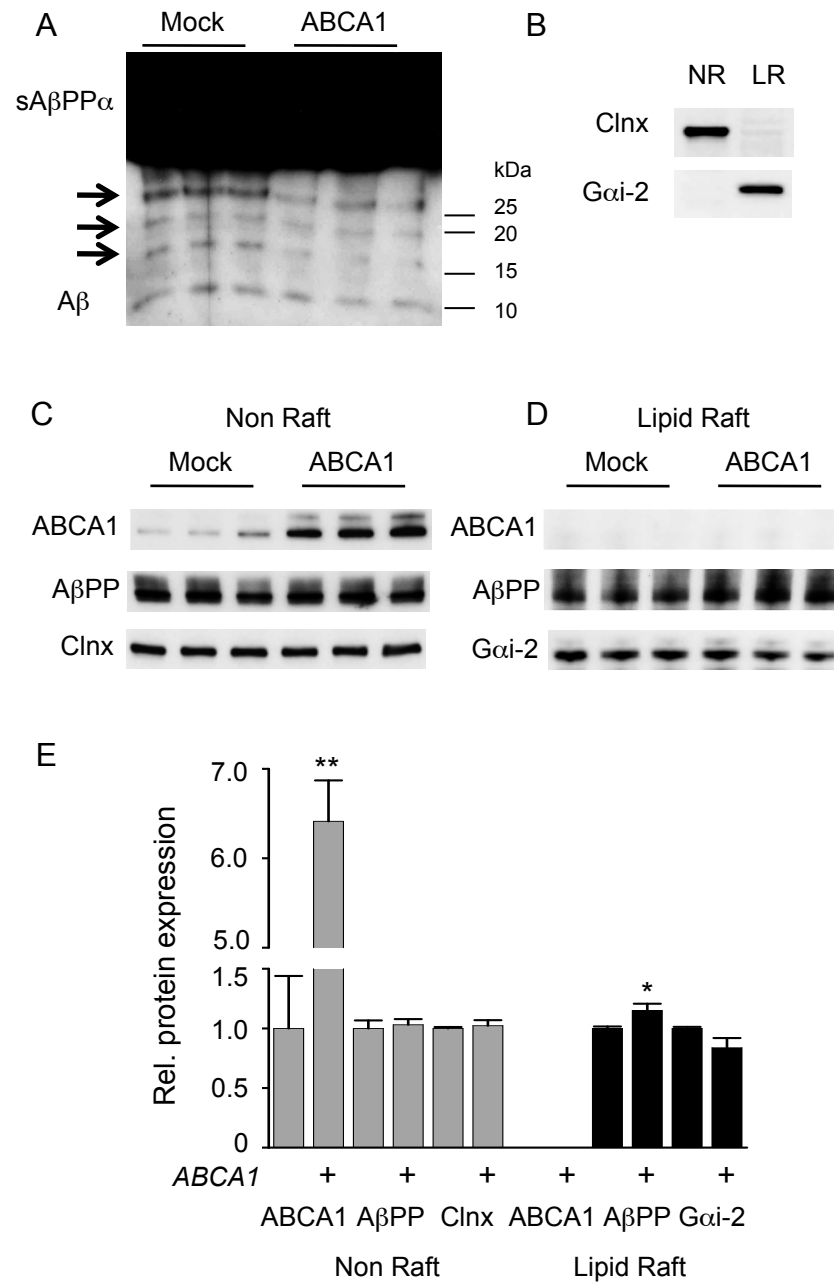 A
Mock ABCA1
sAβPPα
kDa
25
20
15
Aβ
10
B
NR LR
Clnx
Gαi-2
C
Non Raft
Mock ABCA1
ABCA1
AβPP
Clnx
D
Lipid Raft
Mock ABCA1
ABCA1
AβPP
Gαi-2
E
Rel. protein expression
7.0
6.0
5.0
1.5
1.0
0.5
0
**
*
ABCA1 + + + + + +
ABCA1 AβPP Clnx ABCA1 AβPP Gαi-2
Non Raft Lipid Raft